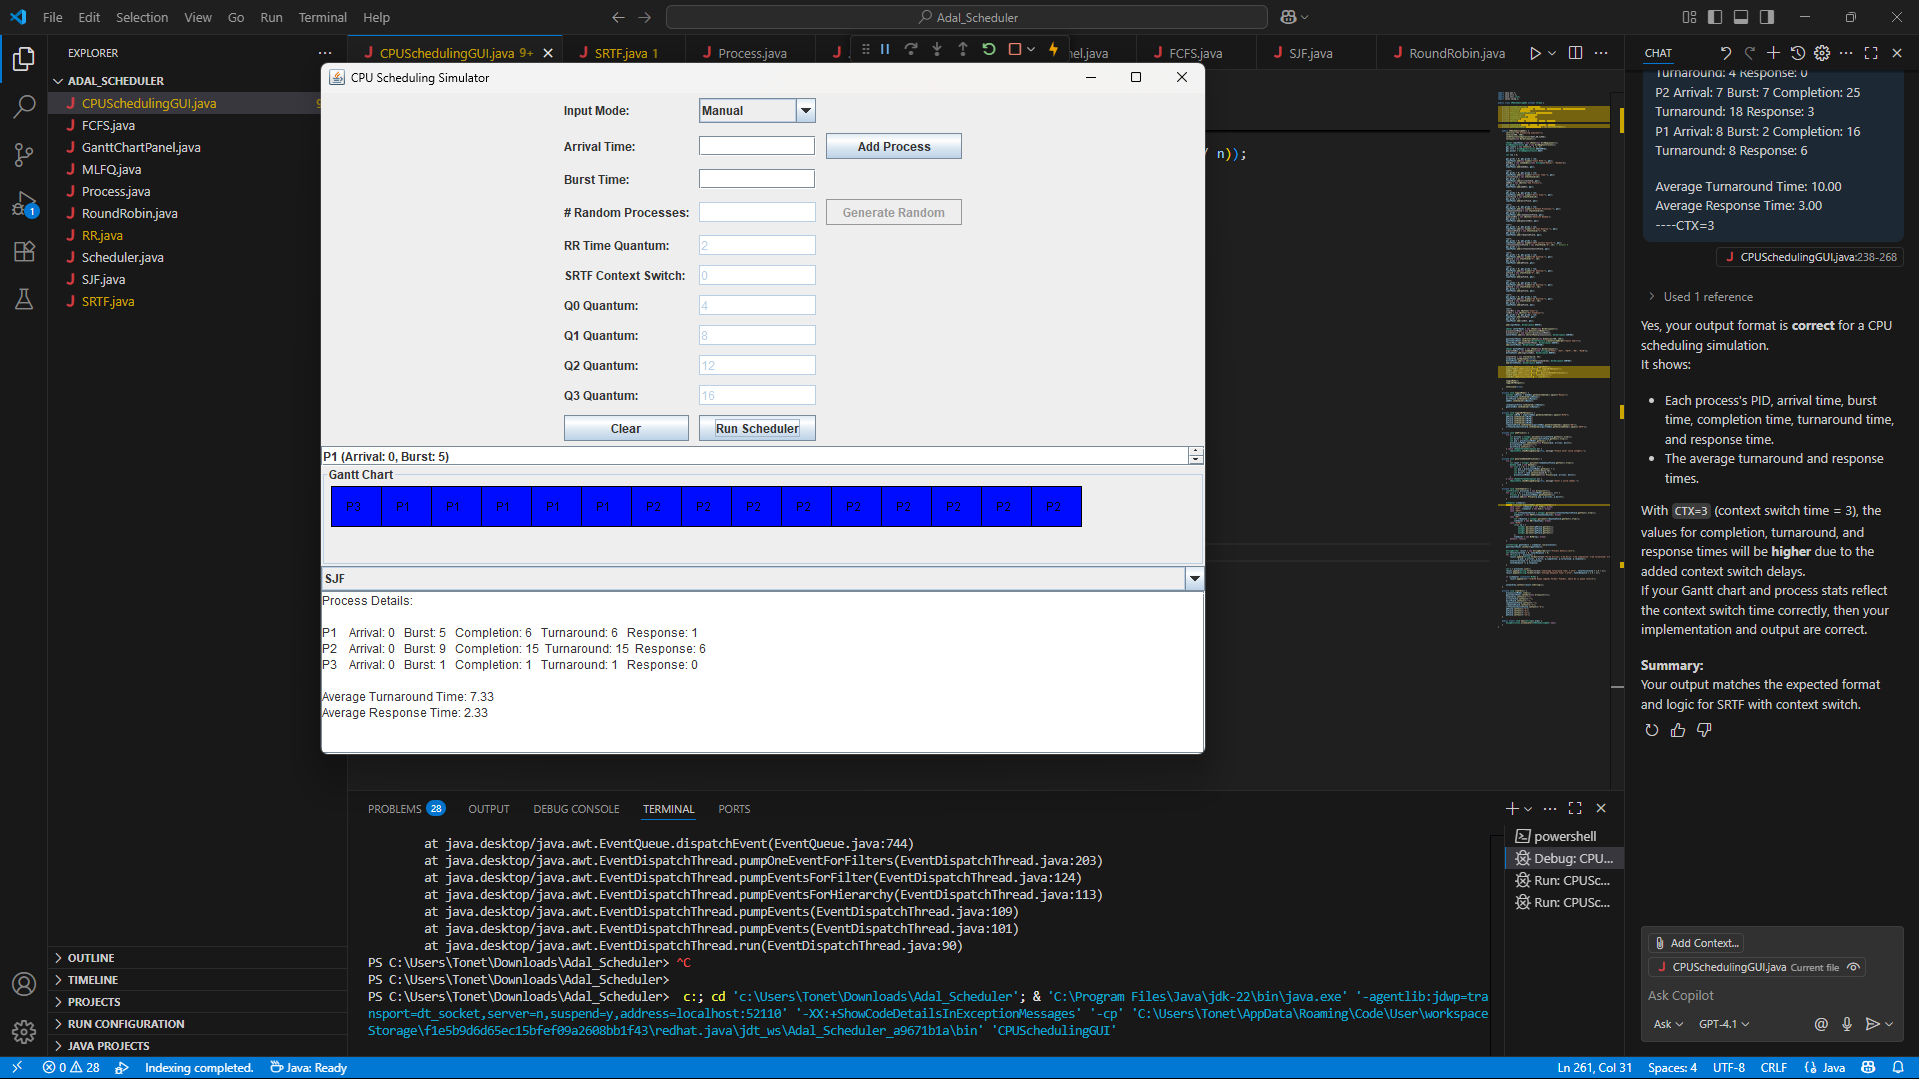 File Edit Selection View Go Run Terminal Help
Adal_Scheduler
EXPLORER
ADAL_SCHEDULER
CPUSchedulingGUI.java 9
FCFS.java
GanttChartPanel.java
MLFQ.java
Process.java
RoundRobin.java
RR.java
Scheduler.java
SJF.java
SRTF.java
OUTLINE
TIMELINE
PROJECTS
RUN CONFIGURATION
JAVA PROJECTS
CPUSchedulingGUI.java 9+ SRTF.java 1 Process.java nel.java FCFS.java SJF.java RoundRobin.java
n));
CPU Scheduling Simulator
Input Mode: Manual
Arrival Time: Add Process
Burst Time:
# Random Processes: Generate Random
RR Time Quantum: 2
SRTF Context Switch: 0
Q0 Quantum: 4
Q1 Quantum: 8
Q2 Quantum: 12
Q3 Quantum: 16
Clear Run Scheduler
P1 (Arrival: 0, Burst: 5)
Gantt Chart
P3 P1 P1 P1 P1 P1 P2 P2 P2 P2 P2 P2 P2 P2 P2
SJF
Process Details:
P1 Arrival: 0 Burst: 5 Completion: 6 Turnaround: 6 Response: 1
P2 Arrival: 0 Burst: 9 Completion: 15 Turnaround: 15 Response: 6
P3 Arrival: 0 Burst: 1 Completion: 1 Turnaround: 1 Response: 0
Average Turnaround Time: 7.33
Average Response Time: 2.33
PROBLEMS 28 OUTPUT DEBUG CONSOLE TERMINAL PORTS
at java.desktop/java.awt.EventQueue.dispatchEvent(EventQueue.java:744)
at java.desktop/java.awt.EventDispatchThread.pumpOneEventForFilters(EventDispatchThread.java:203)
at java.desktop/java.awt.EventDispatchThread.pumpEventsForFilter(EventDispatchThread.java:124)
at java.desktop/java.awt.EventDispatchThread.pumpEventsForHierarchy(EventDispatchThread.java:113)
at java.desktop/java.awt.EventDispatchThread.pumpEvents(EventDispatchThread.java:109)
at java.desktop/java.awt.EventDispatchThread.pumpEvents(EventDispatchThread.java:101)
at java.desktop/java.awt.EventDispatchThread.run(EventDispatchThread.java:90)
PS C:\Users\Tonet\Downloads\Adal_Scheduler> ^C
PS C:\Users\Tonet\Downloads\Adal_Scheduler>
PS C:\Users\Tonet\Downloads\Adal_Scheduler> c:; cd 'c:\Users\Tonet\Downloads\Adal_Scheduler'; & 'C:\Program Files\Java\jdk-22\bin\java.exe' '-agentlib:jdwp=tra
nsport=dt_socket,server=n,suspend=y,address=localhost:52110' '-XX:+ShowCodeDetailsInExceptionMessages' '-cp' 'C:\Users\Tonet\AppData\Roaming\Code\User\workspace
Storage\f1e5b9d6d65ec15bfef09a2608bb1f43\redhat.java\jdt_ws\Adal_Scheduler_a9671b1a\bin' 'CPUSchedulingGUI'
powershell
Debug: CPU...
Run: CPUSc...
Run: CPUSc...
CHAT
Turnaround: 4 Response: 0
P2 Arrival: 7 Burst: 7 Completion: 25
Turnaround: 18 Response: 3
P1 Arrival: 8 Burst: 2 Completion: 16
Turnaround: 8 Response: 6
Average Turnaround Time: 10.00
Average Response Time: 3.00
----CTX=3
CPUSchedulingGUI.java:238-268
Used 1 reference
Yes, your output format is correct for a CPU
scheduling simulation.
It shows:
• Each process's PID, arrival time, burst
time, completion time, turnaround time,
and response time.
• The average turnaround and response
times.
With CTX=3 (context switch time = 3), the
values for completion, turnaround, and
response times will be higher due to the
added context switch delays.
If your Gantt chart and process stats reflect
the context switch time correctly, then your
implementation and output are correct.
Summary:
Your output matches the expected format
and logic for SRTF with context switch.
Add Context...
CPUSchedulingGUI.java Current file
Ask Copilot
Ask GPT-4.1
1
0 28 Indexing completed. Java: Ready
Ln 261, Col 31 Spaces: 4 UTF-8 CRLF Java